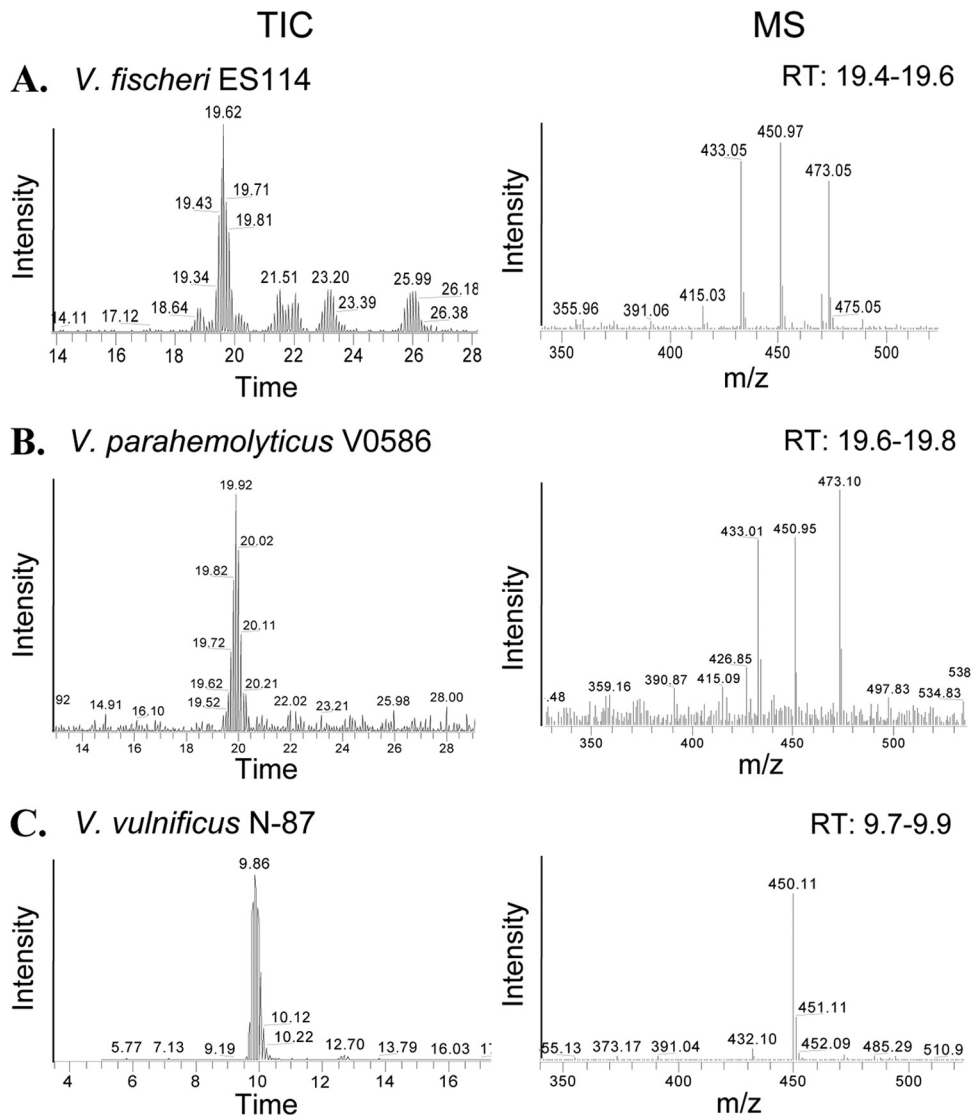 TIC MS
A. V. fischeri ES114 RT: 19.4-19.6
19.62
19.71
19.43
19.81
19.34
21.51 23.20 25.99
26.18
18.64 23.39
14.11 17.12 26.38
14 16 18 20 22 24 26 28
Intensity
Time
450.97
433.05
473.05
415.03
355.96 391.06 475.05
350 400 450 500
Intensity
m/z
B. V. parahemolyticus V0586 RT: 19.6-19.8
19.92
20.02
19.82
20.11
19.72
19.62 20.21
19.52 22.02 23.21 25.98 28.00
92 14.91 16.10
14 16 18 20 22 24 26 28
Intensity
Time
473.10
433.01 450.95
426.85
390.87 415.09
359.16 497.83 538
.48 534.83
350 400 450 500
Intensity
m/z
C. V. vulnificus N-87 RT: 9.7-9.9
9.86
10.12
10.22
5.77 7.13 9.19 12.70 13.79 16.03 17
4 6 8 10 12 14 16
Intensity
Time
450.11
451.11
432.10
55.13 373.17 391.04 452.09 485.29 510.9
350 400 450 500
Intensity
m/z